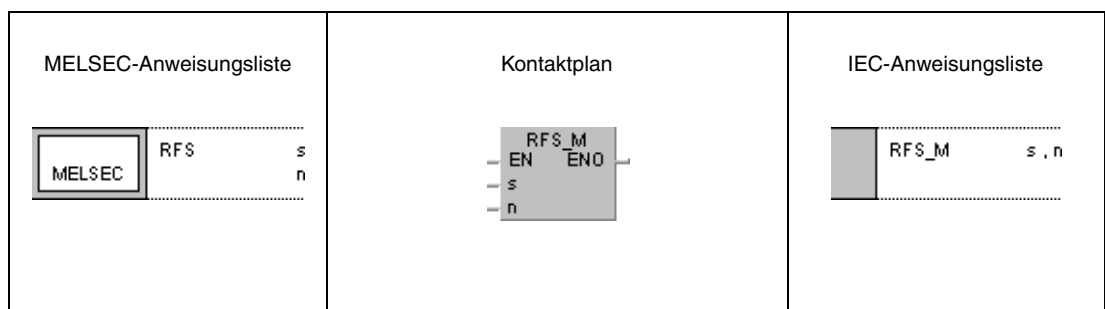 MELSEC-Anweisungsliste
MELSEC
RFS s
n
Kontaktplan
RFS_M
EN ENO
s
n
IEC-Anweisungsliste
RFS_M s , n